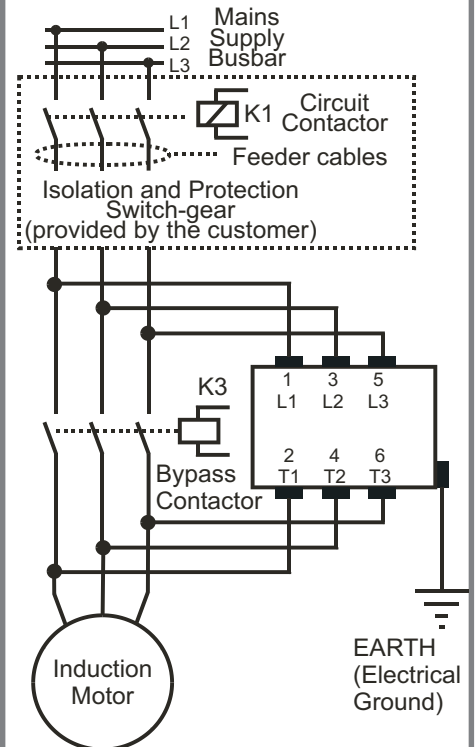 L1
L2
L3
Mains
Supply
Busbar
K1
Circuit
Contactor
Feeder cables
Isolation and Protection
Switch-gear
(provided by the customer)
1 3 5
L1 L2 L3
K3
Bypass
Contactor
2 4 6
T1 T2 T3
Induction
Motor
EARTH
(Electrical
Ground)